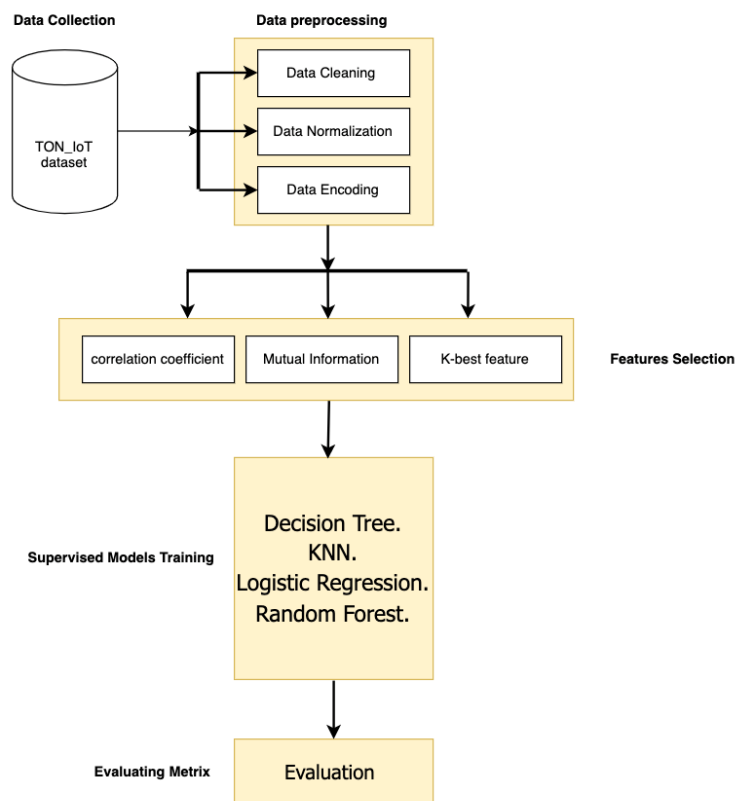 Data Collection
Data preprocessing
TON_IoT
dataset
Data Cleaning
Data Normalization
Data Encoding
correlation coefficient
Mutual Information
K-best feature
Features Selection
Supervised Models Training
Decision Tree.
KNN.
Logistic Regression.
Random Forest.
Evaluating Metrix
Evaluation